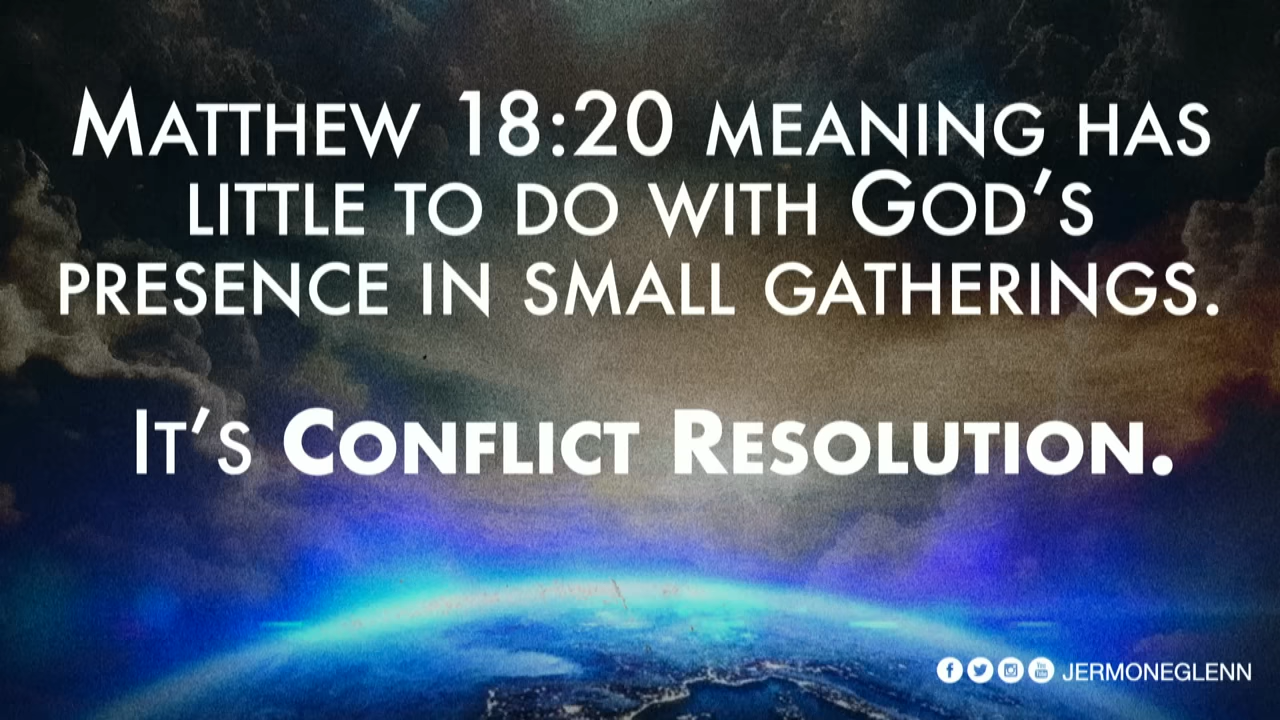 Matthew 18:20 meaning has
little to do with God's
presence in small gatherings.
It's Conflict Resolution.
JERMONEGLENN